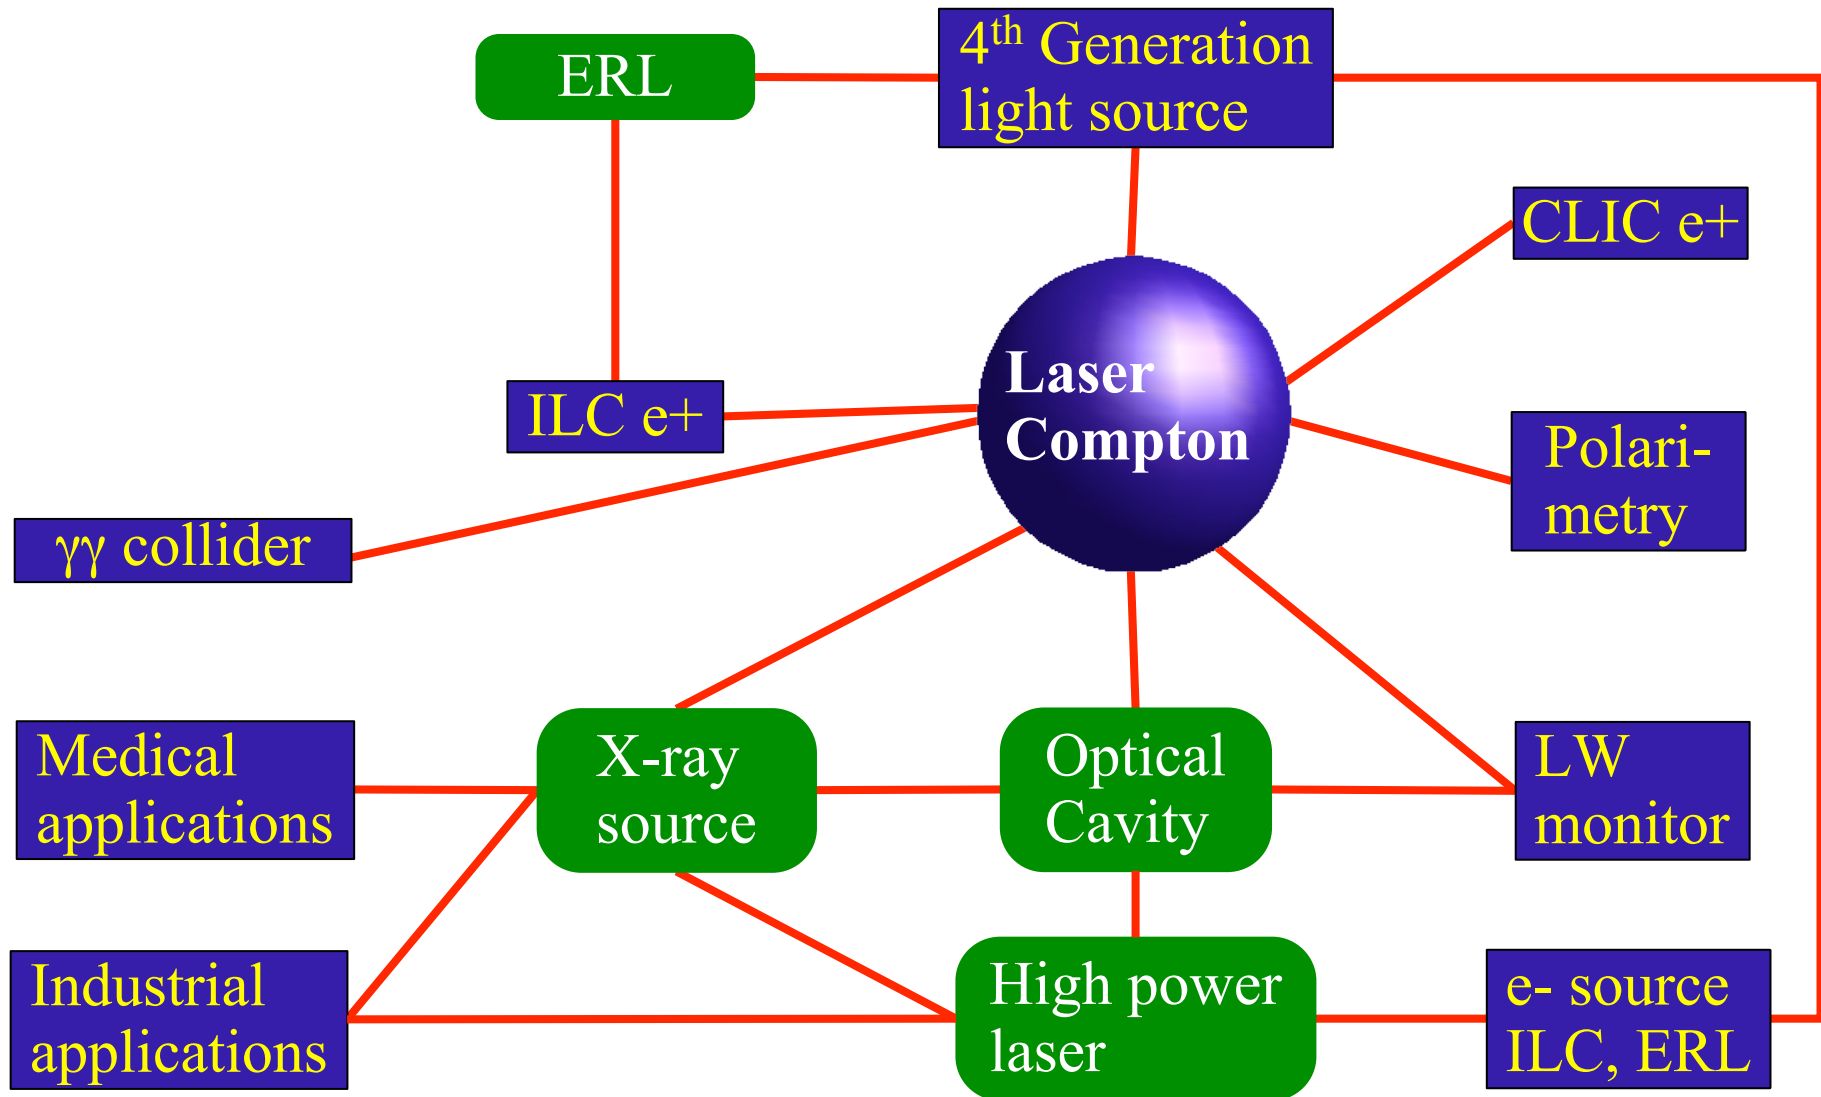 ERL
4th Generation
light source
CLIC e+
Laser
Compton
ILC e+
Polari-
metry
γγ collider
Medical
applications
X-ray
source
Optical
Cavity
LW
monitor
Industrial
applications
High power
laser
e- source
ILC, ERL